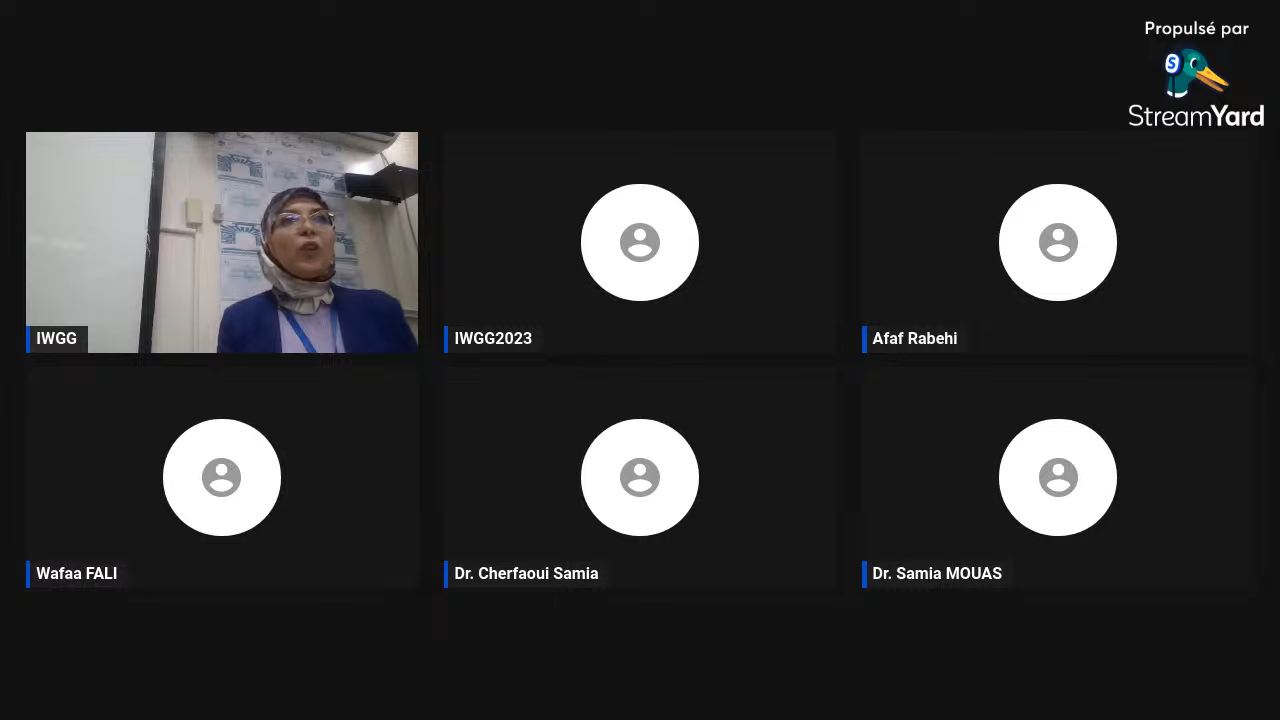 Propulsé par
S
StreamYard
IWGG
IWGG2023
Afaf Rabehi
Wafaa FALI
Dr. Cherfaoui Samia
Dr. Samia MOUAS